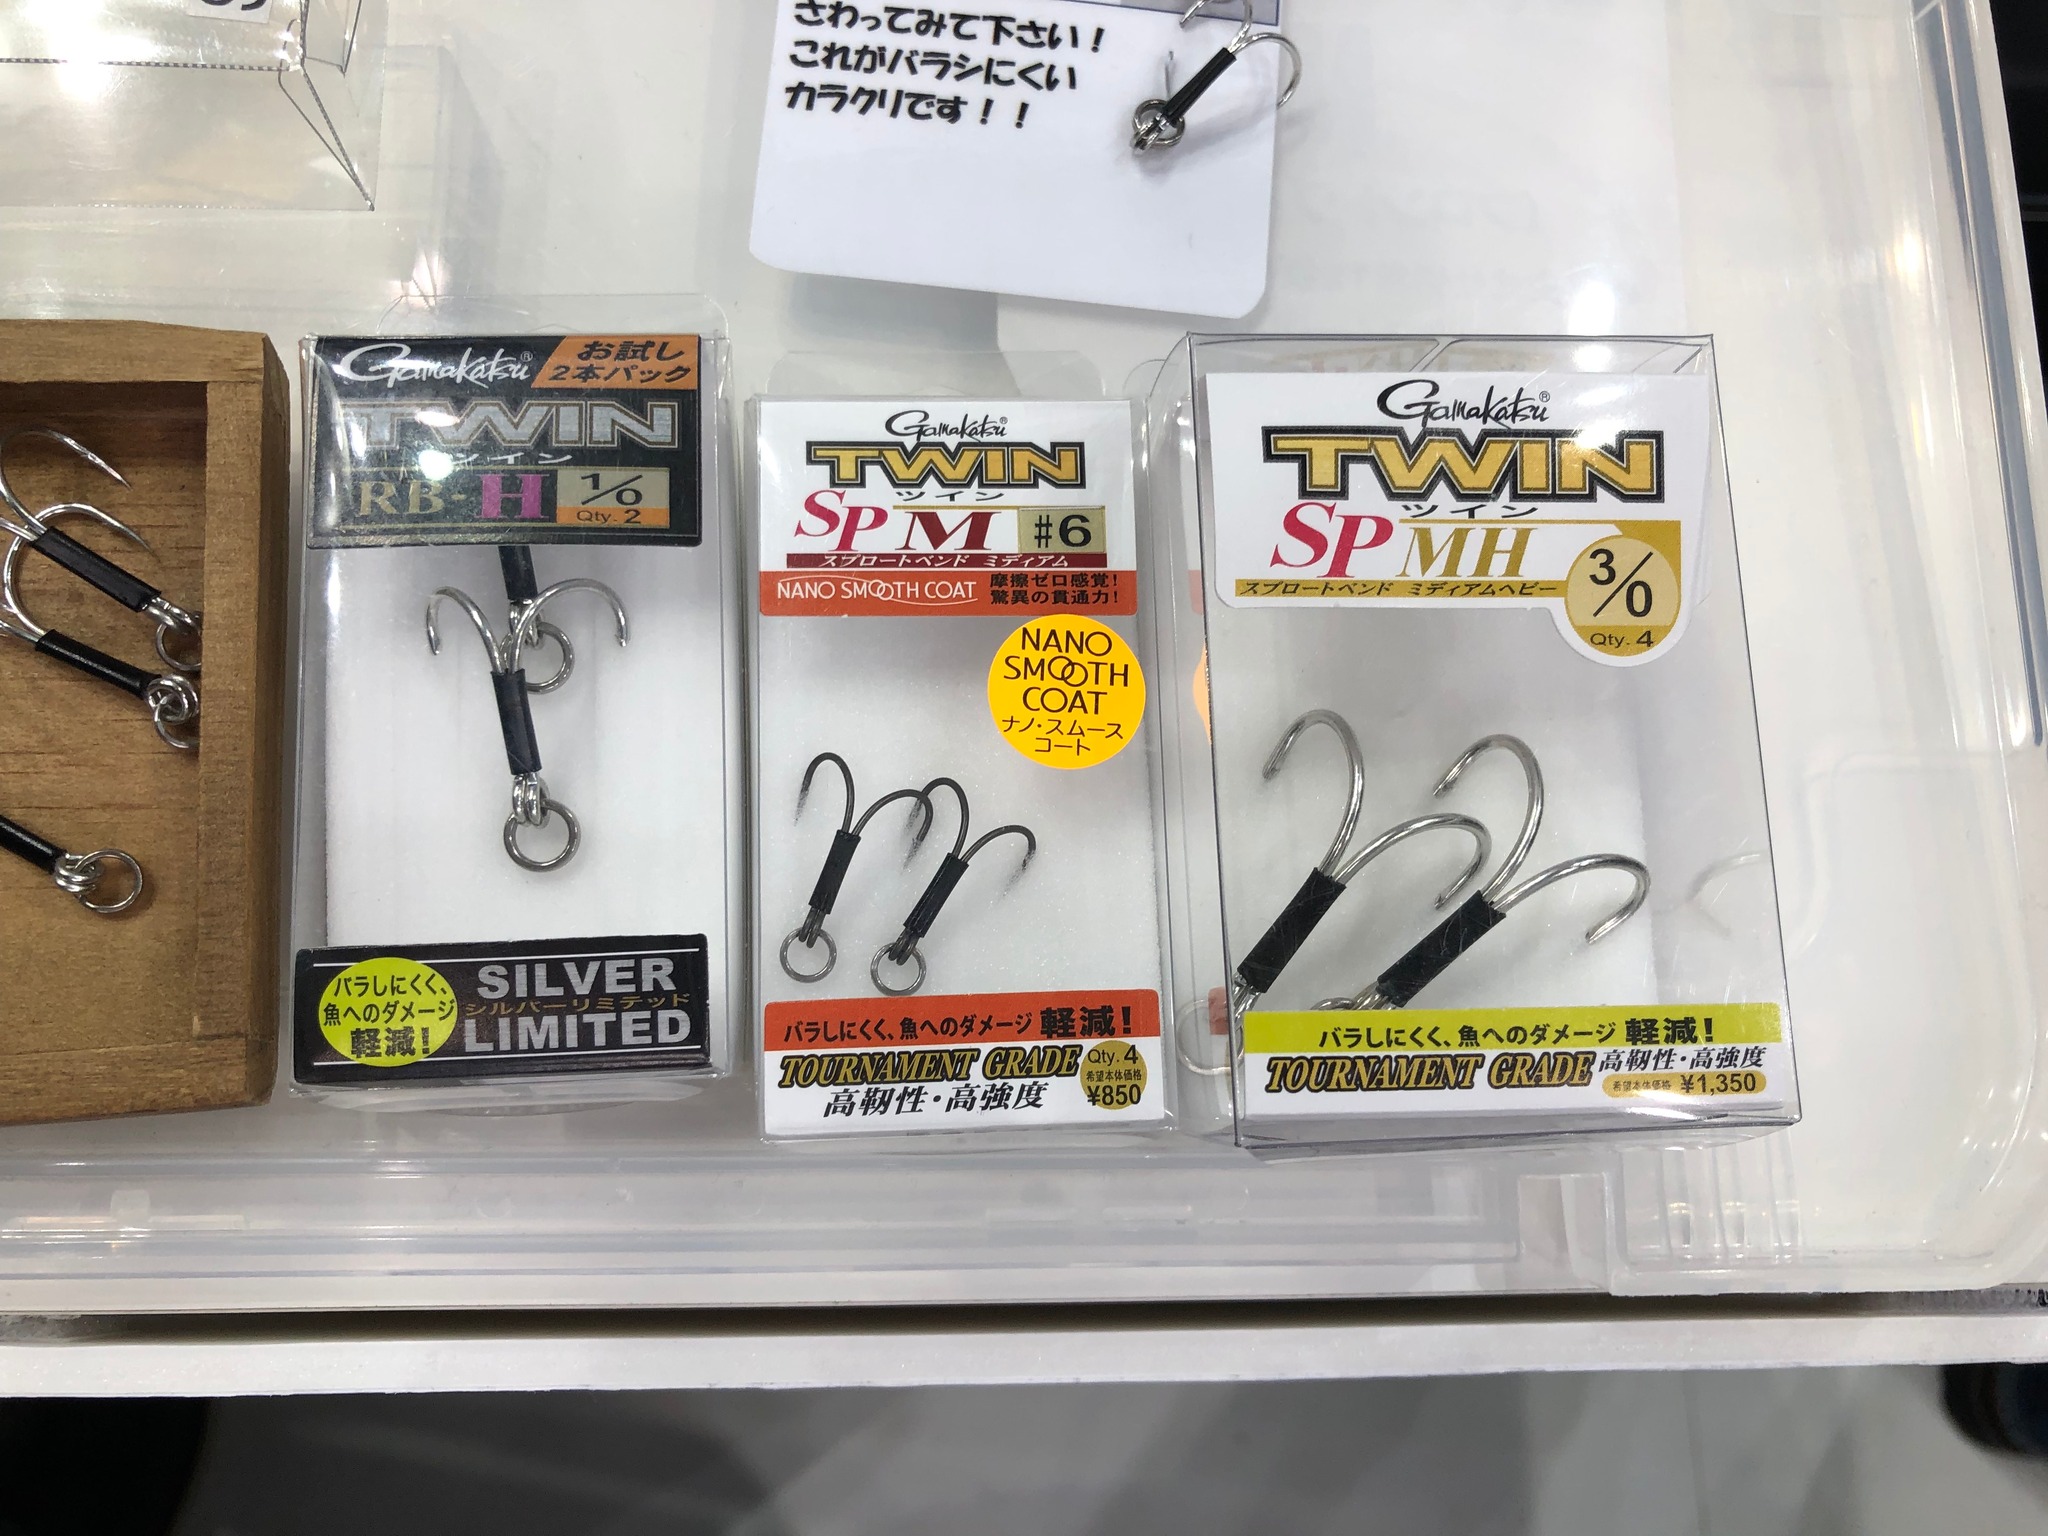 さわってみて下さい！
これがバラシにくい
カラクリです！！
Gamakatsu®
お試し
2本パック
TWIN
ツイン
RB-H
1/0
Qty. 2
バラしにくく、
魚へのダメージ
軽減！
SILVER
シルバーリミテッド
LIMITED
Gamakatsu®
TWIN
ツイン
SP M #6
スプロートベンド ミディアム
NANO SMOOTH COAT
摩擦ゼロ感覚！
驚異の貫通力！
NANO
SMOOTH
COAT
ナノ・スムース
コート
バラしにくく、魚へのダメージ 軽減！
TOURNAMENT GRADE
高靭性・高強度
Qty. 4
希望本体価格
¥850
Gamakatsu®
TWIN
ツイン
SP MH
スプロートベンド ミディアムヘビー
3/0
Qty. 4
バラしにくく、魚へのダメージ 軽減！
TOURNAMENT GRADE 高靭性・高強度
希望本体価格 ¥1,350